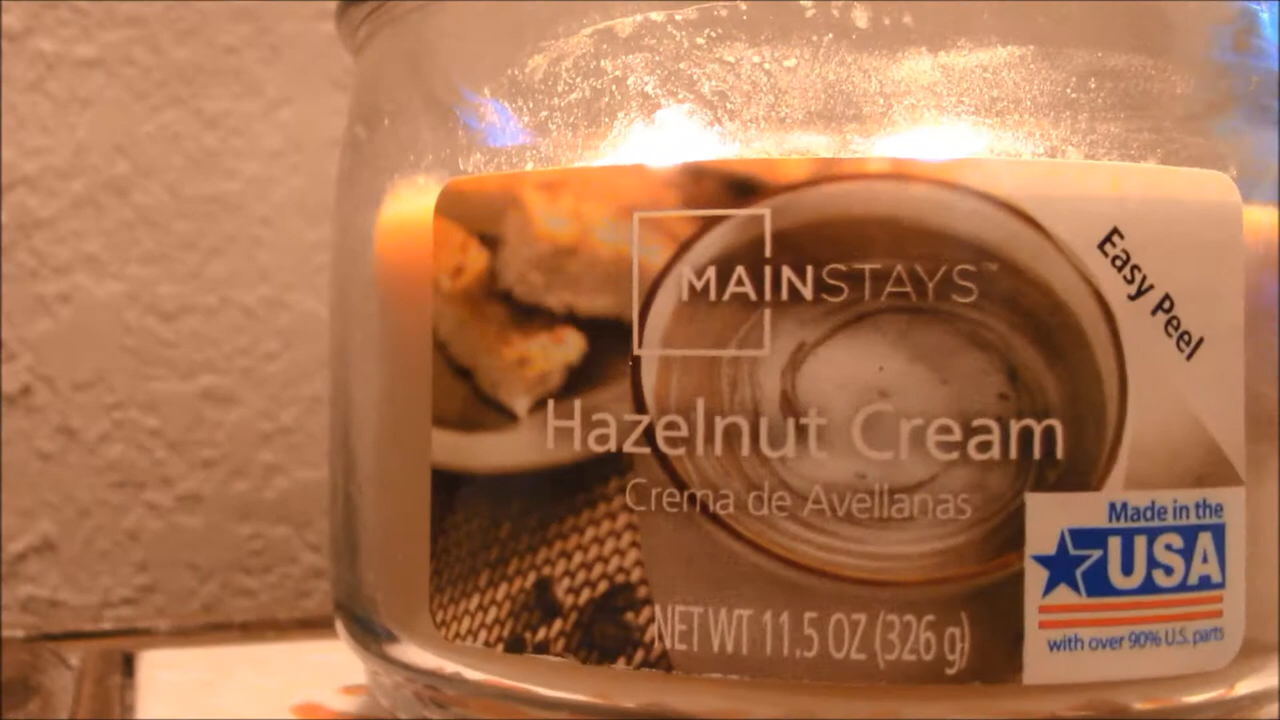 MAINSTAYS™
Easy Peel
Hazelnut Cream
Crema de Avellanas
Made in the
USA
with over 90% U.S. parts
NET WT 11.5 OZ (326 g)